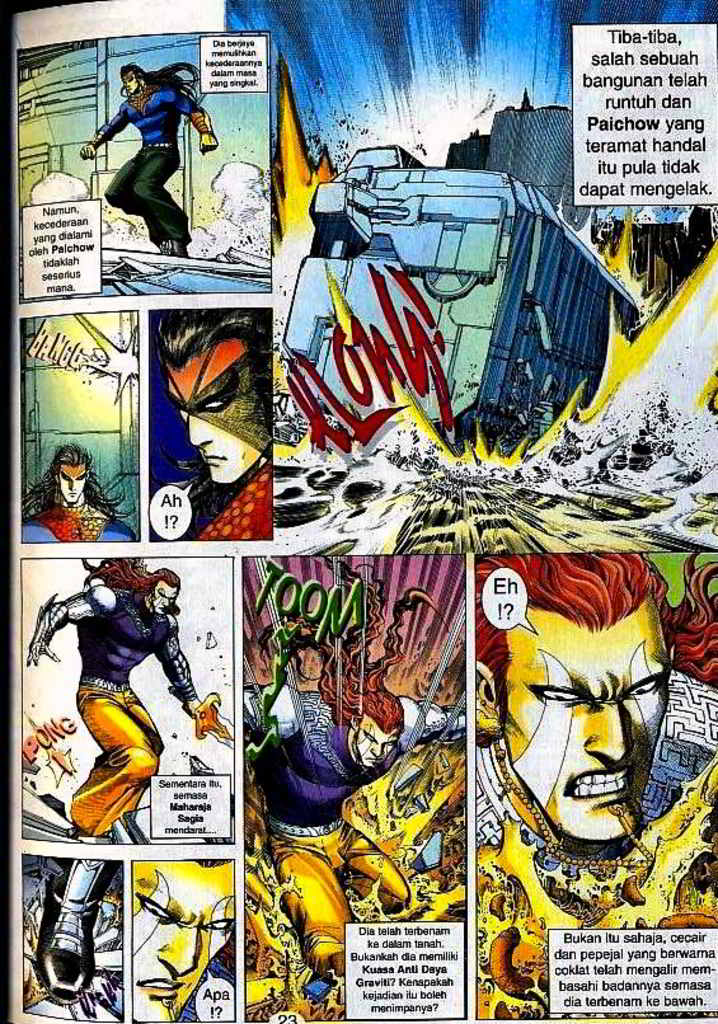 Dia berjaya
memulihkan
kecederaannya
dalam masa
yang singkat.
Namun,
kecederaan
yang dialami
oleh Paichow
tidaklah
seserius
mana.
Tiba-tiba,
salah sebuah
bangunan telah
runtuh dan
Paichow yang
teramat handal
itu pula tidak
dapat mengelak.
KLONG!
Ah
!?
PONG
Sementara itu,
semasa
Maharaja
Sagia
mendarat....
Apa
!?
TOOM
Dia telah terbenam
ke dalam tanah.
Bukankah dia memiliki
Kuasa Anti Daya
Graviti? Kenapakah
kejadian itu boleh
menimpanya?
Eh
!?
Bukan itu sahaja, cecair
dan pepejal yang berwarna
coklat telah mengalir mem-
basahi badannya semasa
dia terbenam ke bawah.
23